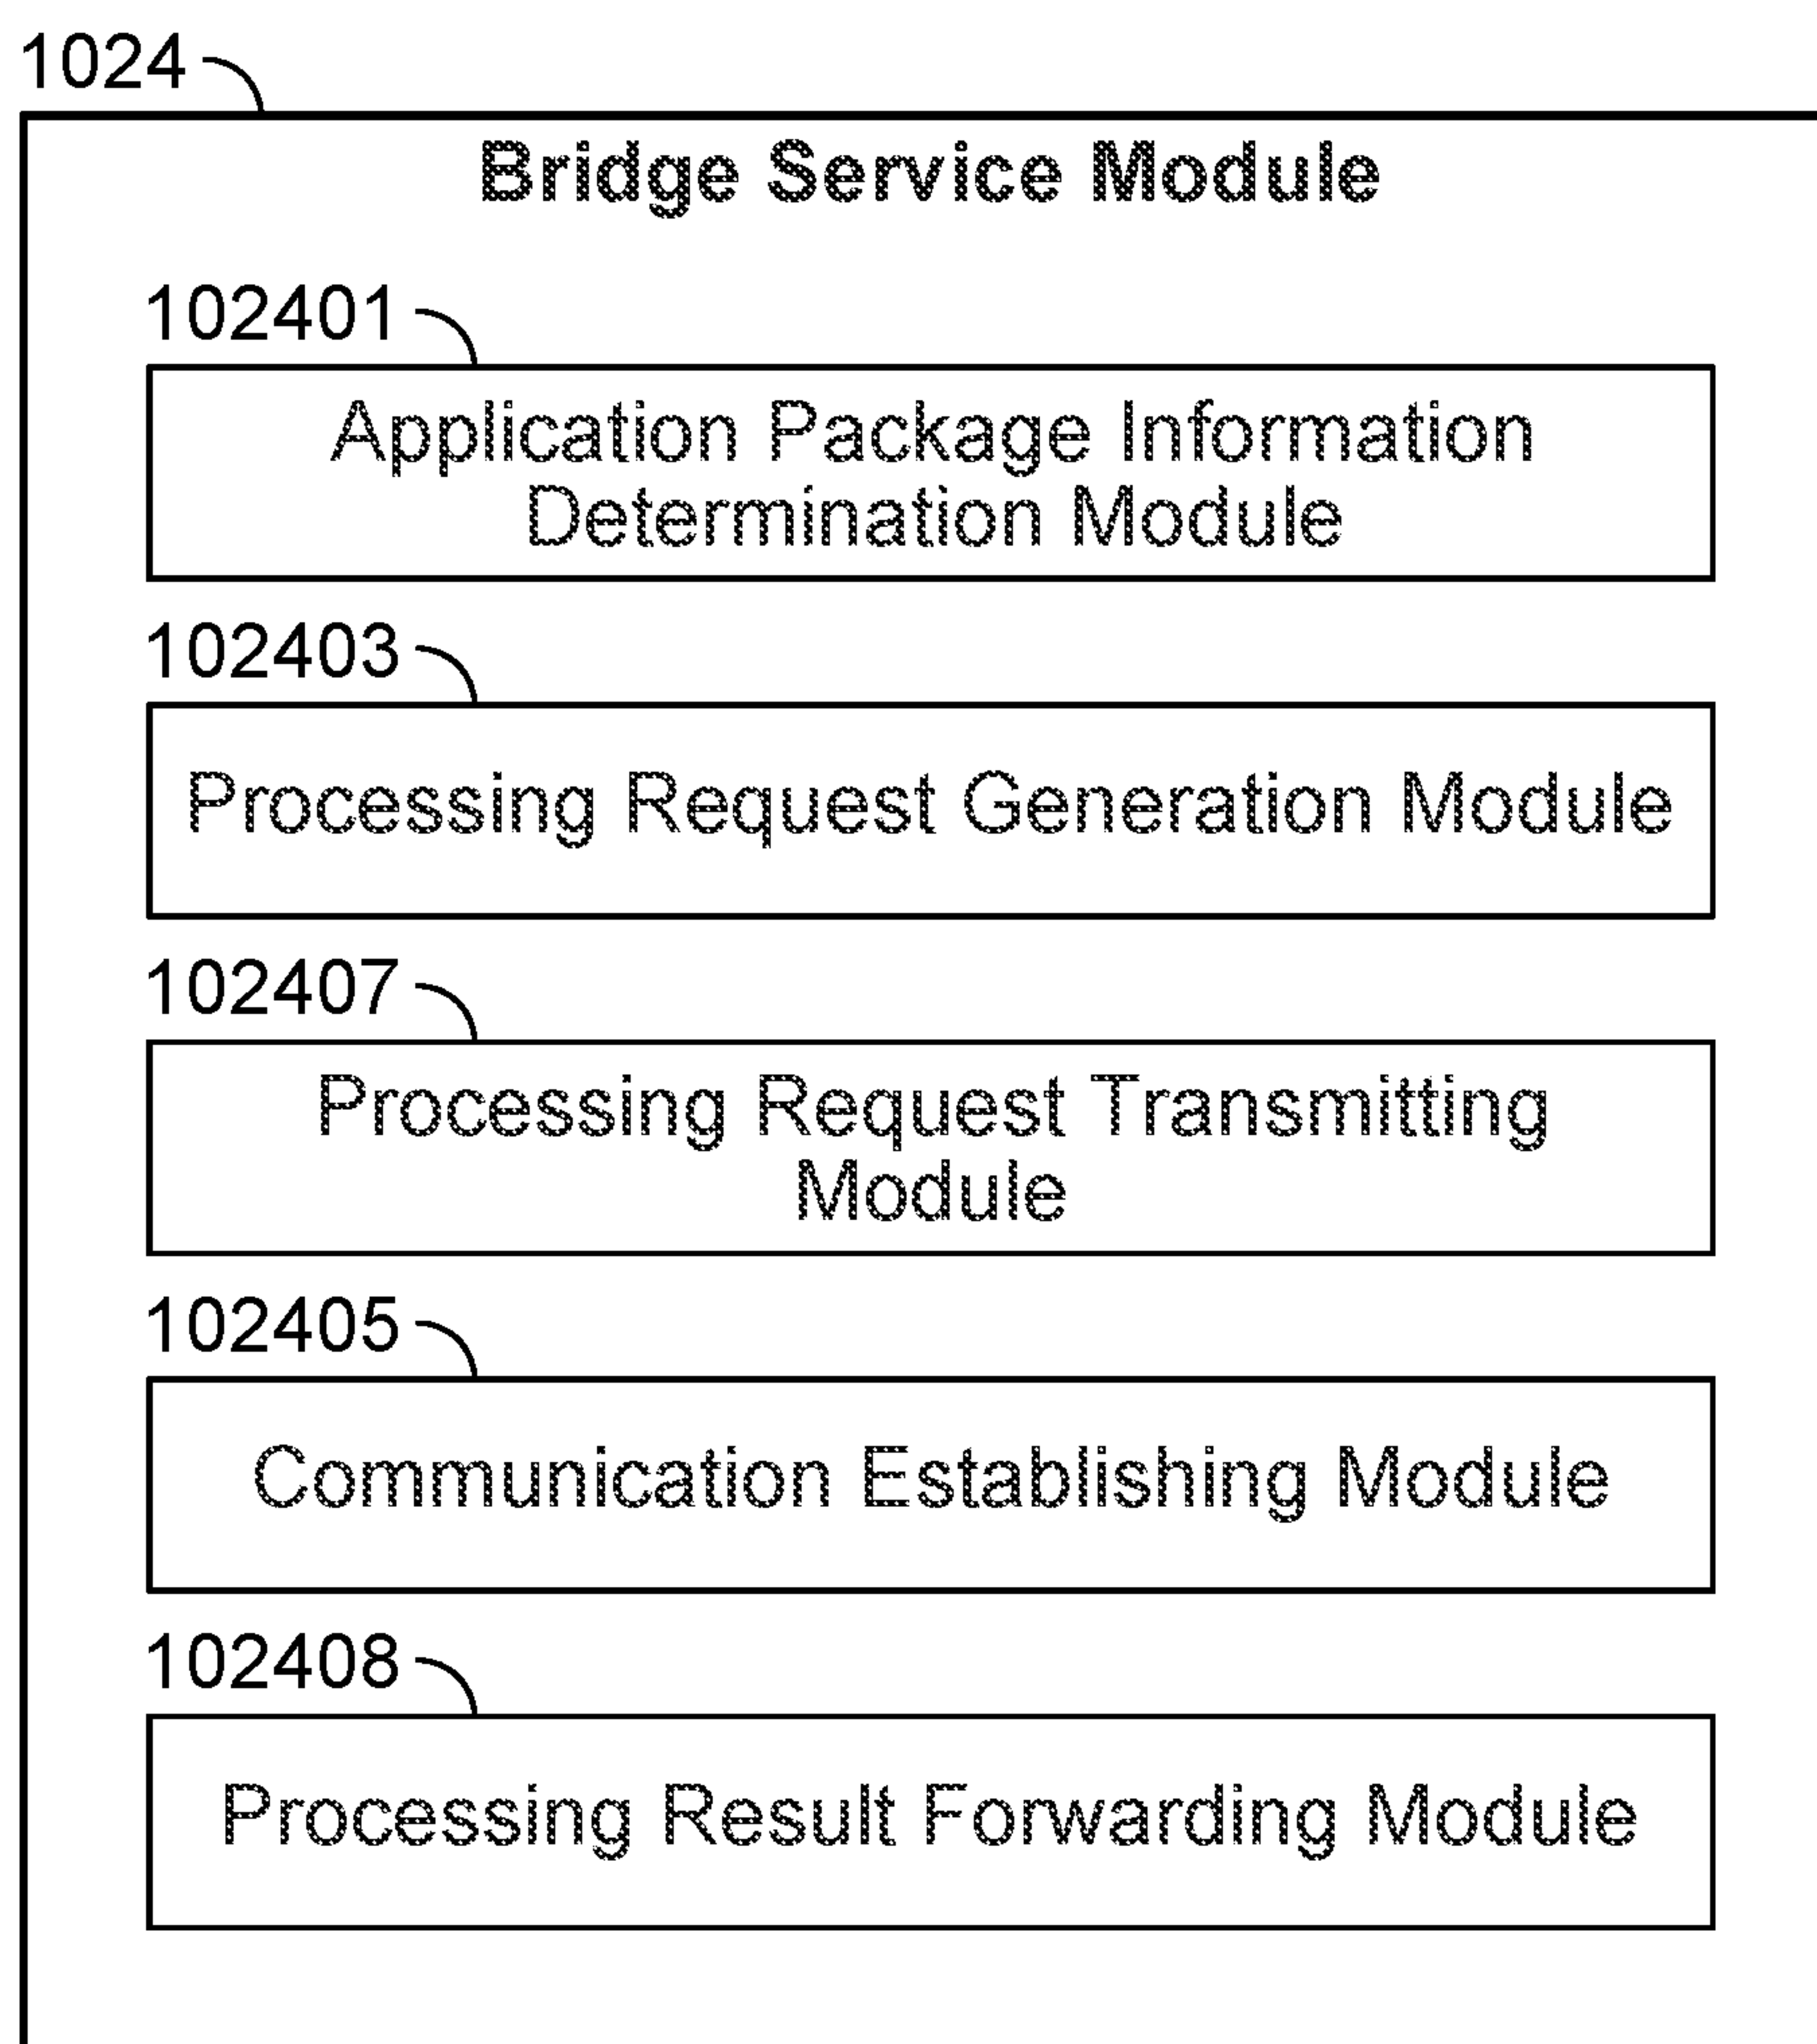 1024
Bridge Service Module
102401
Application Package Information
Determination Module
102403
Processing Request Generation Module
102407
Processing Request Transmitting
Module
102405
Communication Establishing Module
102408
Processing Result Forwarding Module